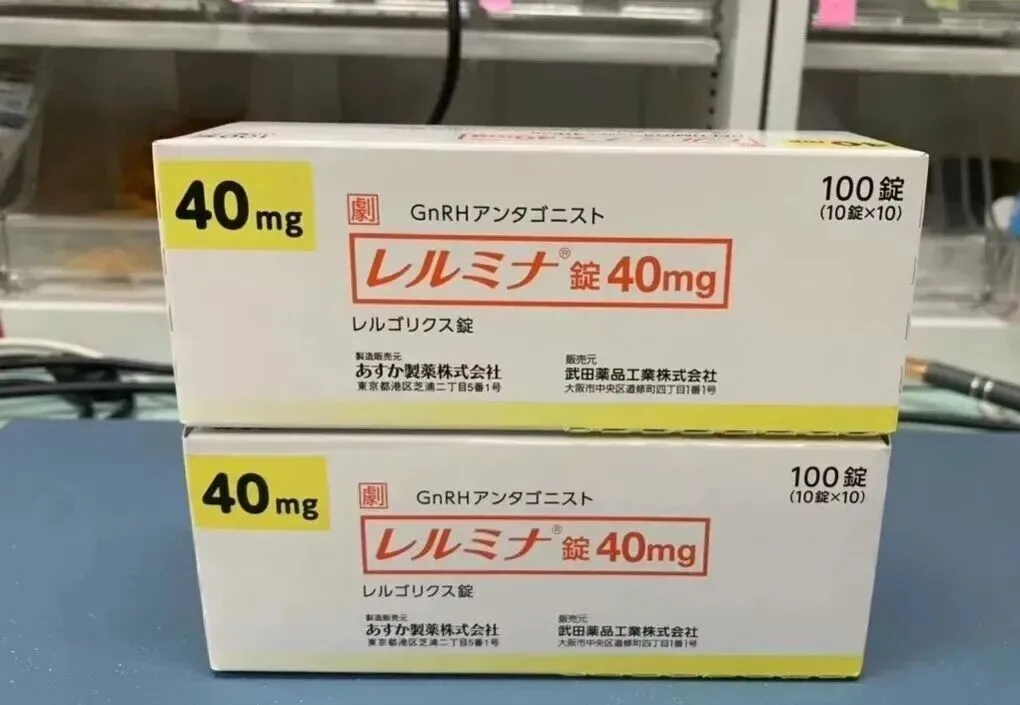 40mg
劇 GnRHアンタゴニスト
100錠
(10錠×10)
レルミナ®錠40mg
レルゴリクス錠
製造販売元
あすか製薬株式会社
東京都港区芝浦二丁目5番1号
販売元
武田薬品工業株式会社
大阪市中央区道修町四丁目1番1号
40mg
劇 GnRHアンタゴニスト
100錠
(10錠×10)
レルミナ®錠40mg
レルゴリクス錠
製造販売元
あすか製薬株式会社
東京都港区芝浦二丁目5番1号
販売元
武田薬品工業株式会社
大阪市中央区道修町四丁目1番1号